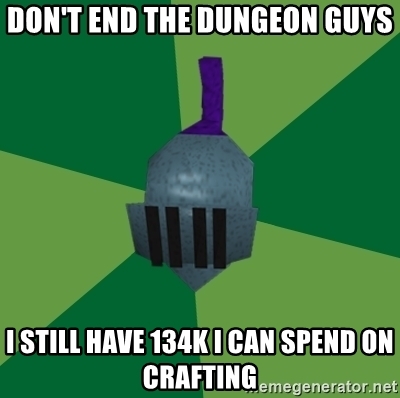 DON'T END THE DUNGEON GUYS
I STILL HAVE 134K I CAN SPEND ON
CRAFTING
memegenerator.net